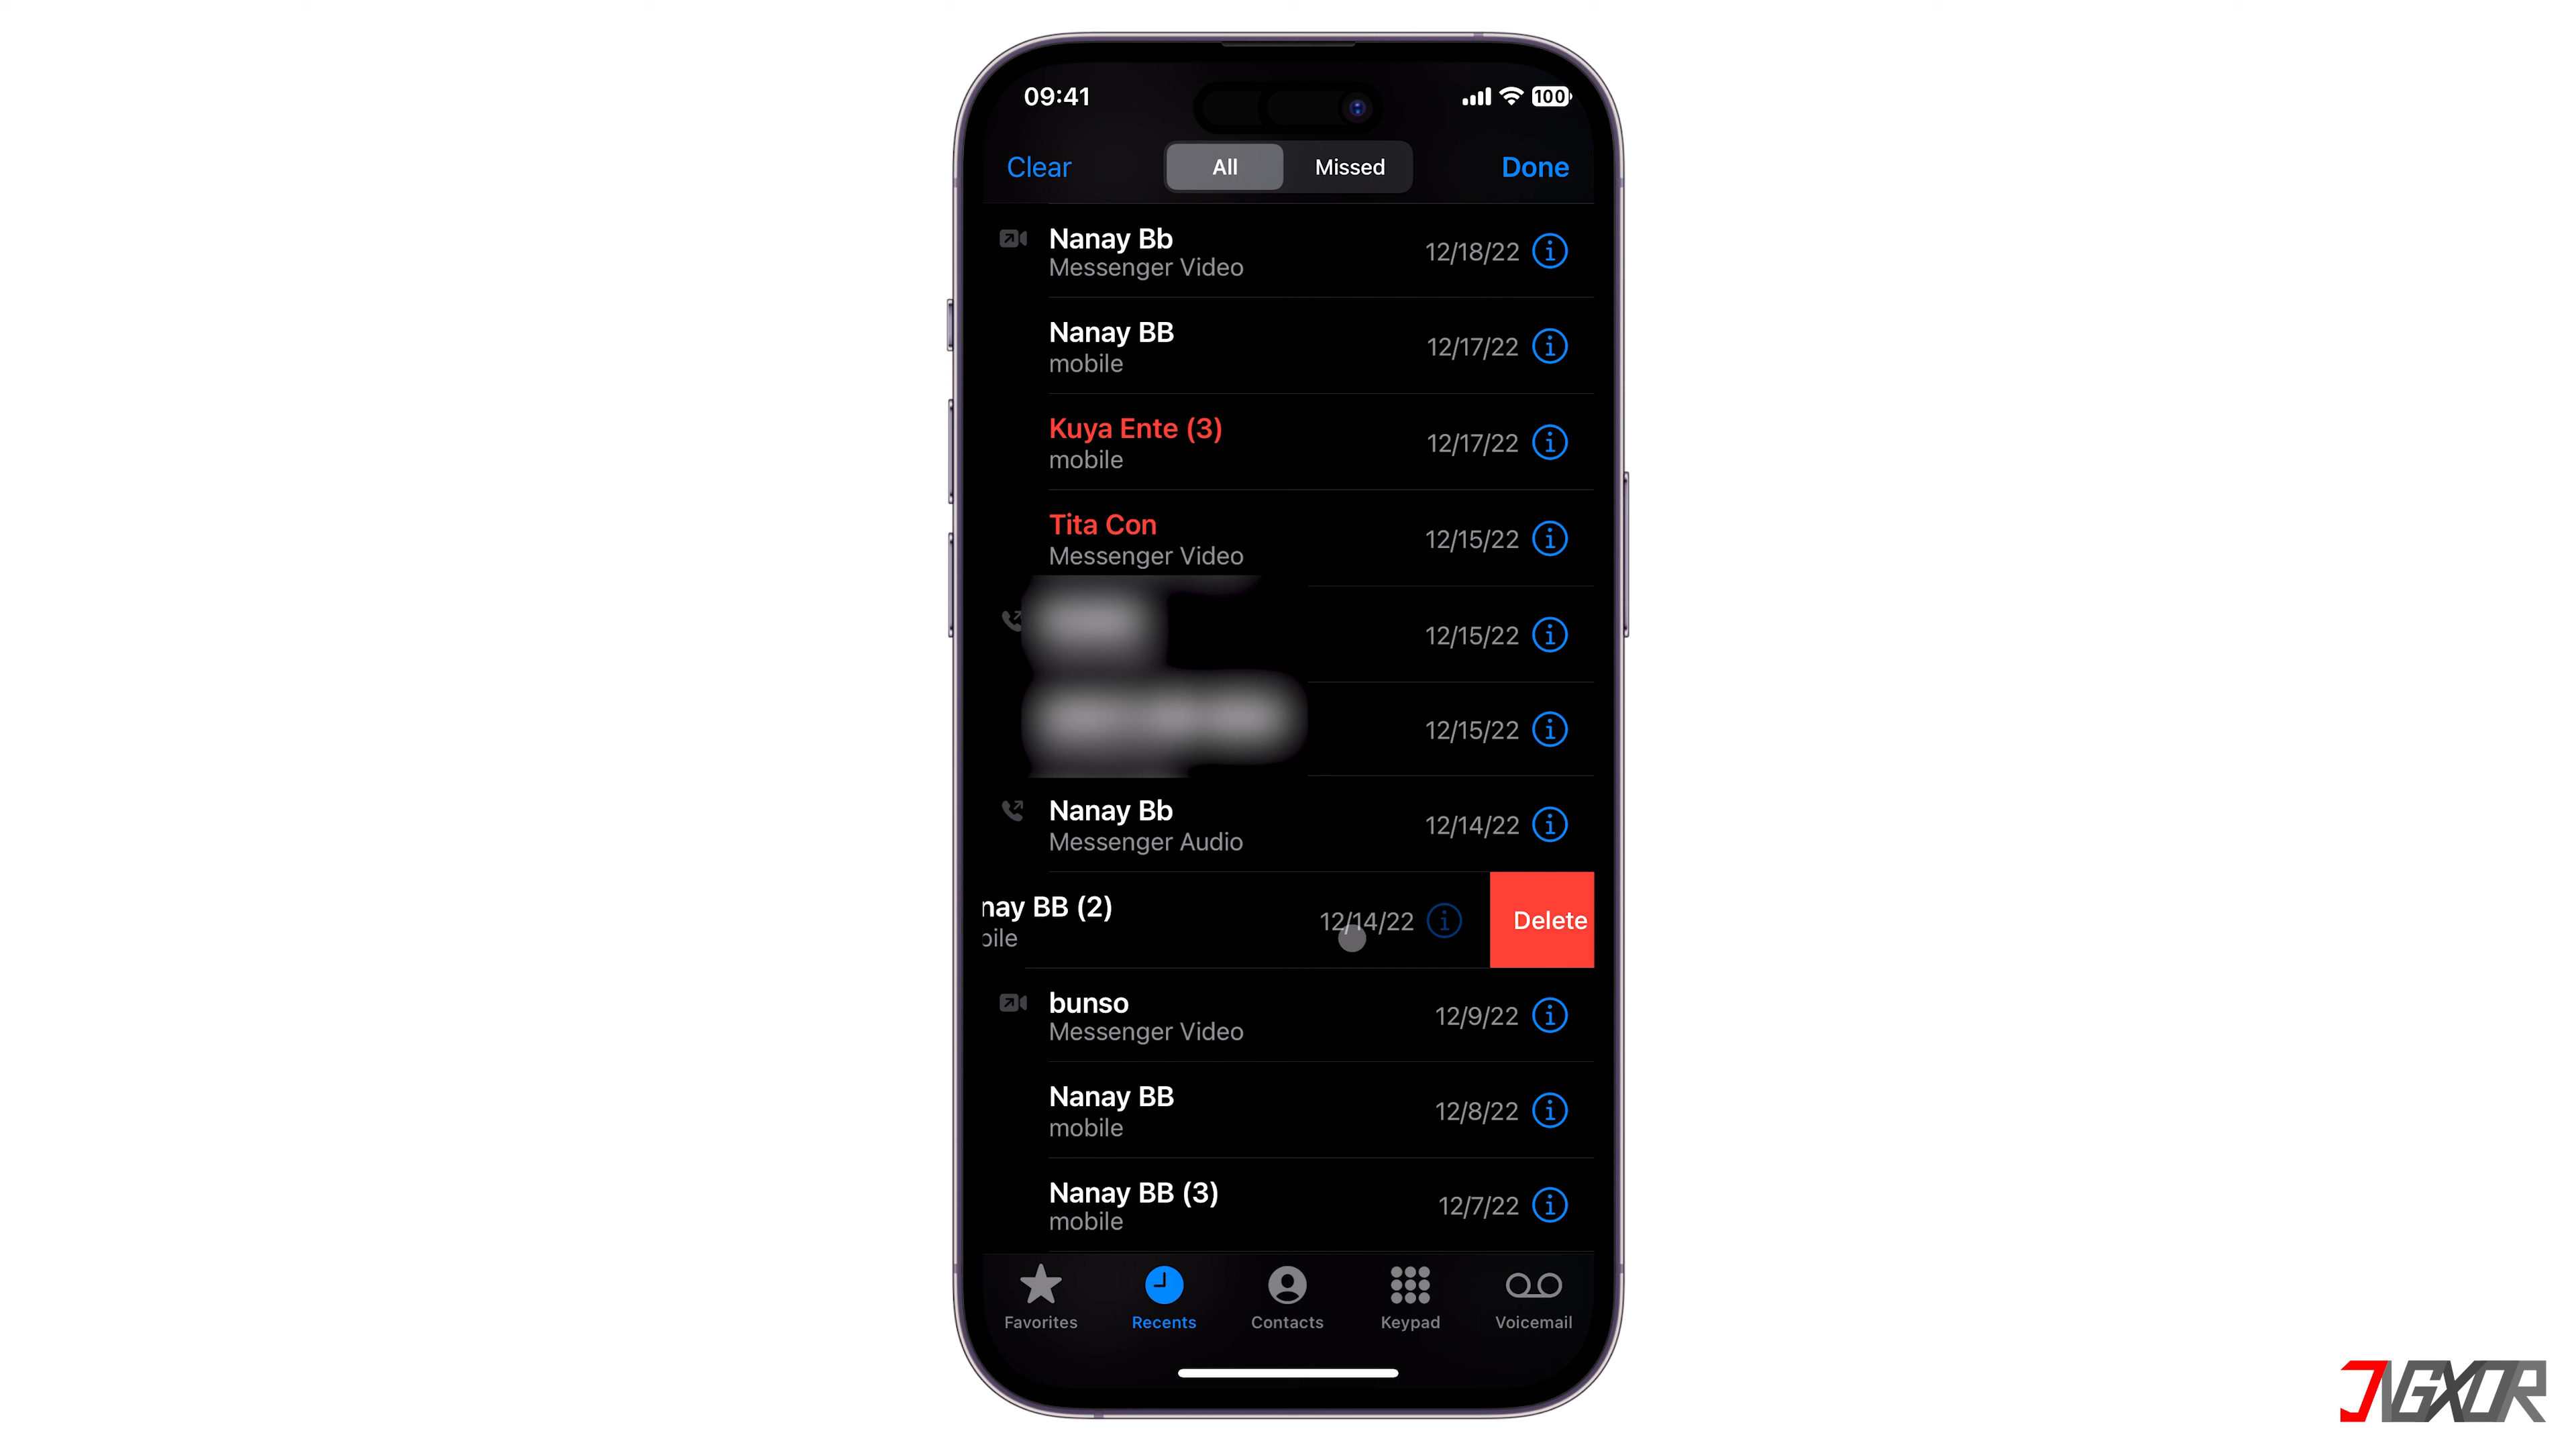 09:41
100
Clear
All
Missed
Done
Nanay Bb
Messenger Video
12/18/22
Nanay BB
mobile
12/17/22
Kuya Ente (3)
mobile
12/17/22
Tita Con
Messenger Video
12/15/22
12/15/22
12/15/22
Nanay Bb
Messenger Audio
12/14/22
nay BB (2)
bile
12/14/22
Delete
bunso
Messenger Video
12/9/22
Nanay BB
mobile
12/8/22
Nanay BB (3)
mobile
12/7/22
Favorites
Recents
Contacts
Keypad
Voicemail
JNGXOR